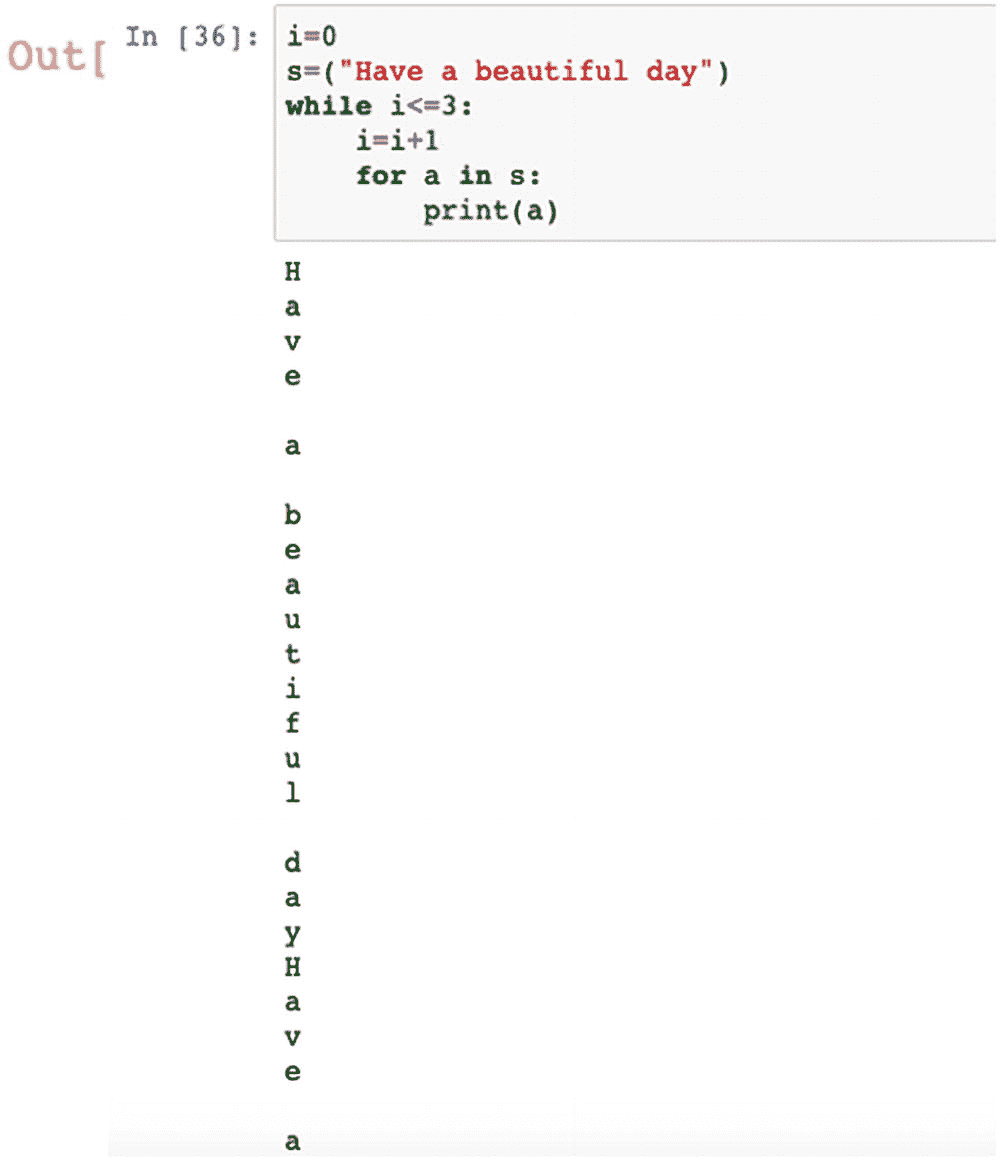 Out[ In [36]: i=0
s=("Have a beautiful day")
while i<=3:
    i=i+1
    for a in s:
        print(a)
H
a
v
e

a

b
e
a
u
t
i
f
u
l

d
a
y
H
a
v
e

a